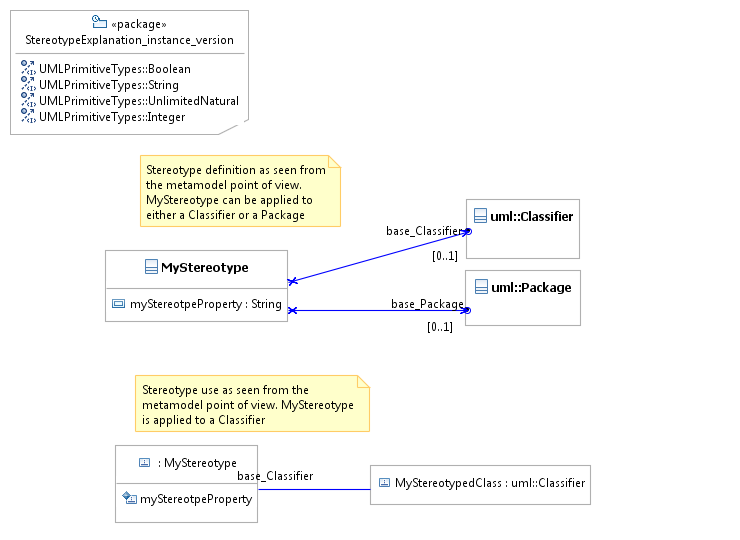 «package»
StereotypeExplanation_instance_version
UMLPrimitiveTypes::Boolean
UMLPrimitiveTypes::String
UMLPrimitiveTypes::UnlimitedNatural
UMLPrimitiveTypes::Integer
Stereotype definition as seen from
the metamodel point of view.
MyStereotype can be applied to
either a Classifier or a Package
uml::Classifier
base_Classifier
[0..1]
MyStereotype
myStereotpeProperty : String
uml::Package
base_Package
[0..1]
Stereotype use as seen from the
metamodel point of view. MyStereotype
is applied to a Classifier
: MyStereotype
myStereotpeProperty
base_Classifier
MyStereotypedClass : uml::Classifier